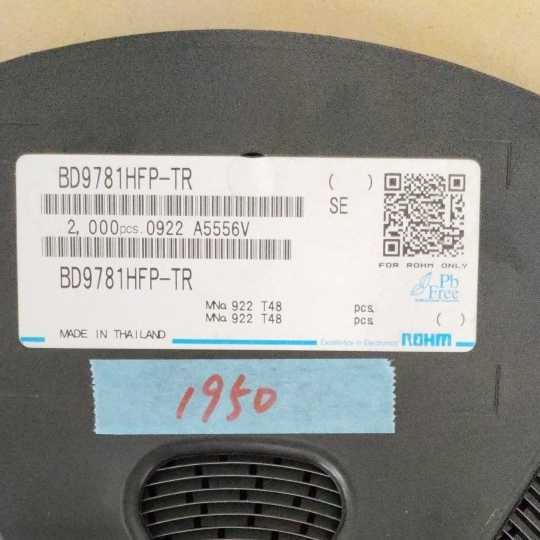 BD9781HFP-TR ( )
SE
2,000pcs. 0922 A5556V
FOR ROHM ONLY
BD9781HFP-TR
Pb Free
MNo 922 T48 pcs.
MNo 922 T48 pcs. ( )
MADE IN THAILAND
Excellence in Electronics
ROHM
1950